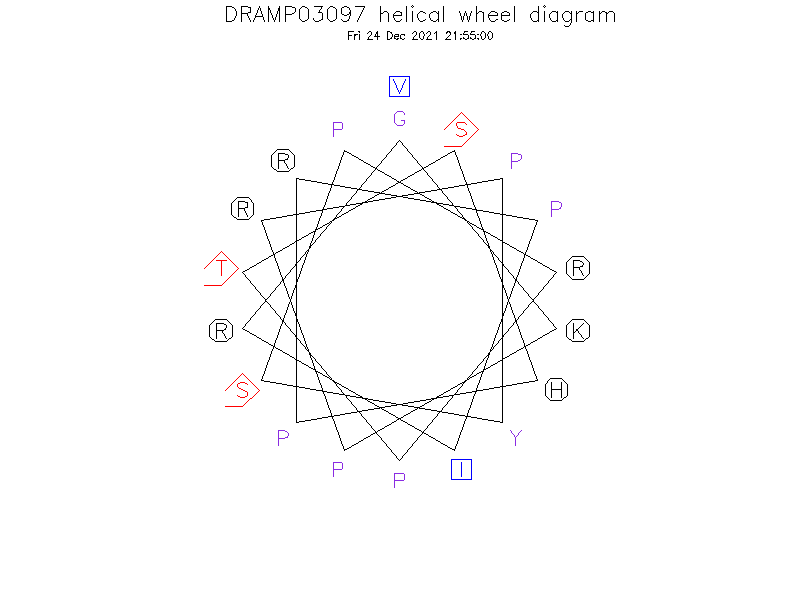 DRAMP03097 helical wheel diagram
Fri 24 Dec 2021 21:55:00
V
G
P S
R P
R P
T R
R K
S H
P Y
P I
P